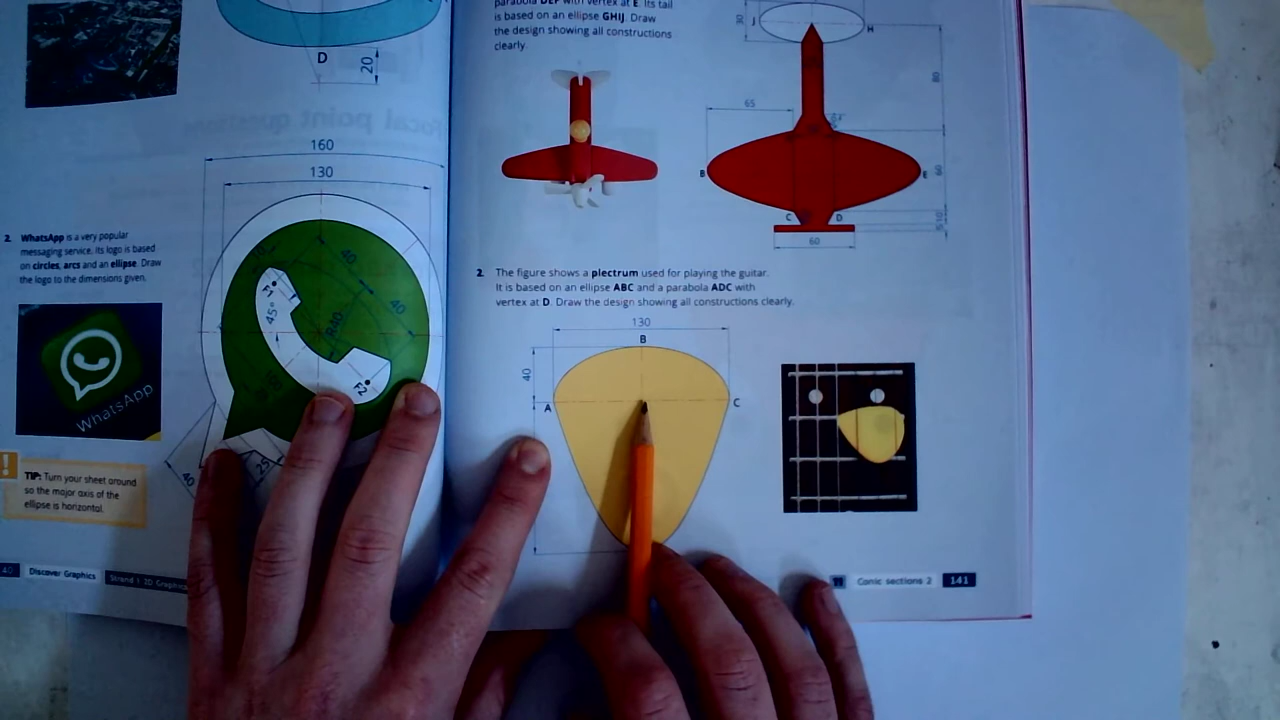 D
20
160
130
40
40
R40
45°
F1
F2
2. WhatsApp is a very popular
messaging service. Its logo is based
on circles, arcs and an ellipse. Draw
the logo to the dimensions given.
WhatsApp
TIP: Turn your sheet around
so the major axis of the
ellipse is horizontal.
40
25
40 Discover Graphics Strand 1 2D Graphics
parabola DEF with vertex at E. Its tail
is based on an ellipse GHIJ. Draw
the design showing all constructions
clearly.
30
J
H
80
65
B
E
60
C
D
10
5
60
2. The figure shows a plectrum used for playing the guitar.
It is based on an ellipse ABC and a parabola ADC with
vertex at D. Draw the design showing all constructions clearly.
130
B
40
A
C
Conic sections 2 141